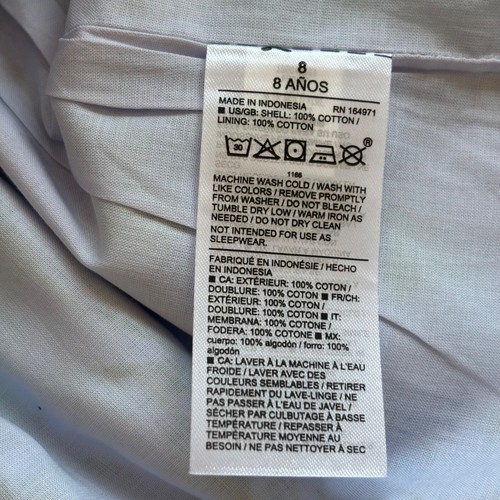 8
8 AÑOS
MADE IN INDONESIA RN 164971
■ US/GB: SHELL: 100% COTTON /
LINING: 100% COTTON
30
®
1166
MACHINE WASH COLD / WASH WITH
LIKE COLORS / REMOVE PROMPTLY
FROM WASHER / DO NOT BLEACH /
TUMBLE DRY LOW / WARM IRON AS
NEEDED / DO NOT DRY CLEAN
NOT INTENDED FOR USE AS
SLEEPWEAR.
FABRIQUÉ EN INDONÉSIE / HECHO
EN INDONESIA
■ CA: EXTÉRIEUR: 100% COTON /
DOUBLURE: 100% COTON ■ FR/CH:
EXTÉRIEUR: 100% COTON /
DOUBLURE: 100% COTON ■ IT:
MEMBRANA: 100% COTONE /
FODERA: 100% COTONE ■ MX:
cuerpo: 100% algodón / forro: 100%
algodón
■ CA: LAVER À LA MACHINE À L'EAU
FROIDE / LAVER AVEC DES
COULEURS SEMBLABLES / RETIRER
RAPIDEMENT DU LAVE-LINGE / NE
PAS PASSER À L'EAU DE JAVEL /
SÉCHER PAR CULBUTAGE À BASSE
TEMPÉRATURE / REPASSER À
TEMPÉRATURE MOYENNE AU
BESOIN / NE PAS NETTOYER À SEC